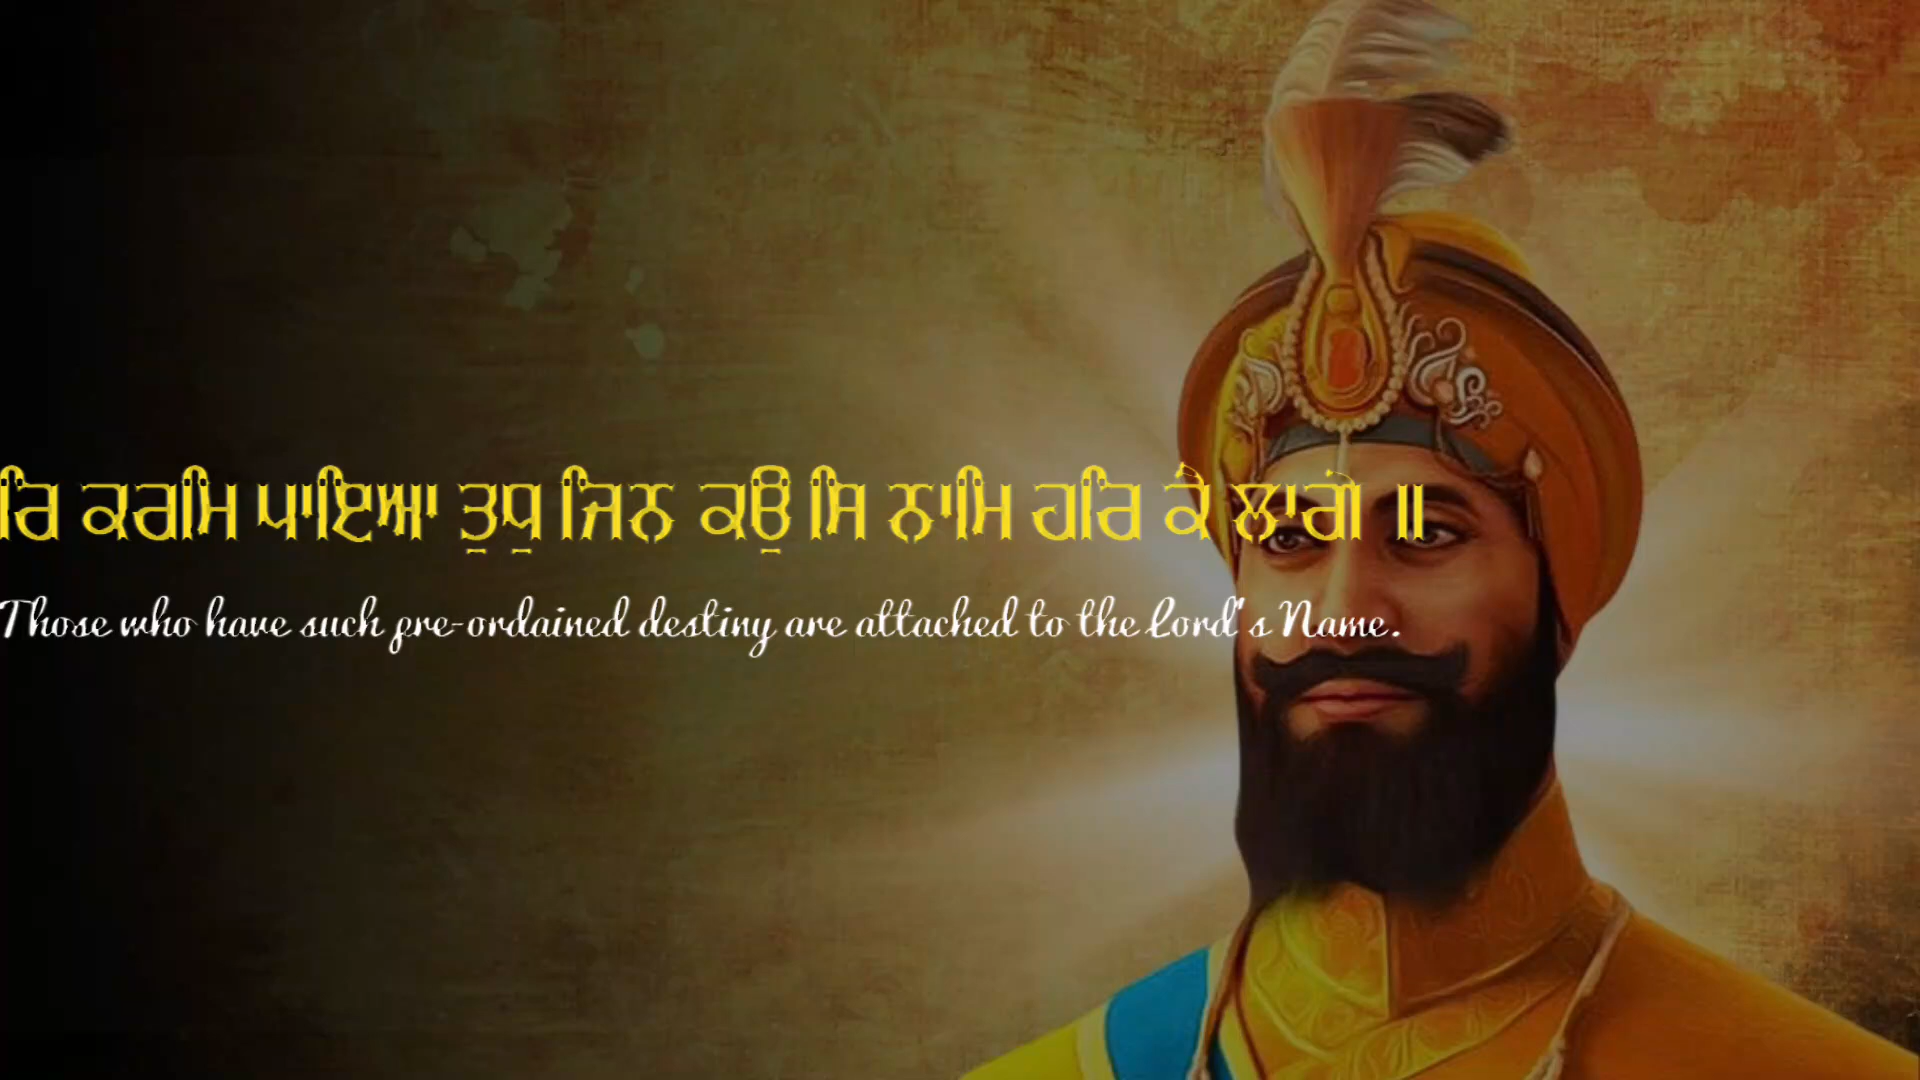 ਕਰਮਿ ਪਾਇਆ ਤੁਧੁ ਜਿਨ ਕਉ ਸਿ ਨਾਮਿ ਹਰਿ ਕੈ ਲਾਗੇ ॥
Those who have such pre-ordained destiny are attached to the Lord's Name.